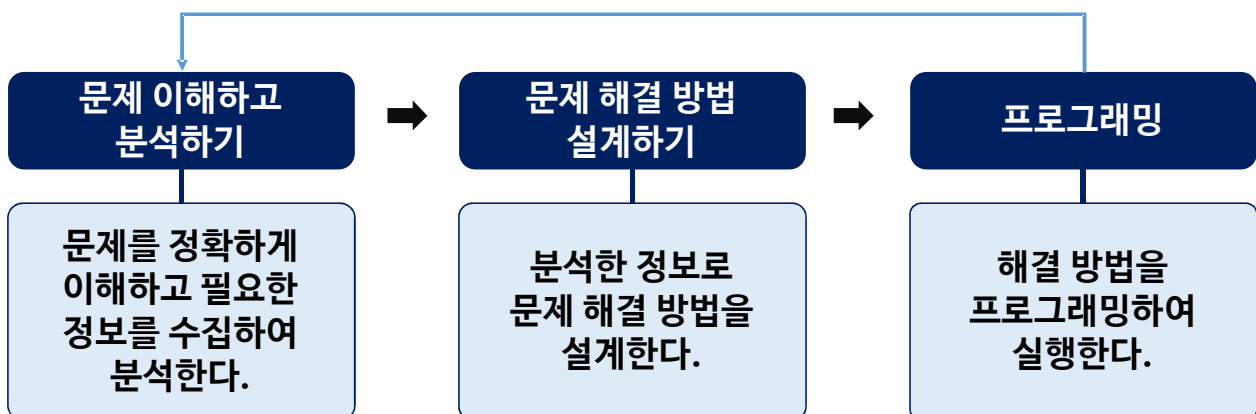 문제 이해하고
분석하기
문제 해결 방법
설계하기
프로그래밍
문제를 정확하게
이해하고 필요한
정보를 수집하여
분석한다.
분석한 정보로
문제 해결 방법을
설계한다.
해결 방법을
프로그래밍하여
실행한다.